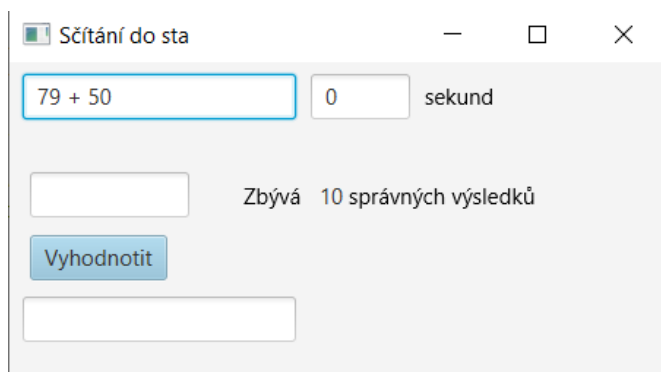 Sčítání do sta
79 + 50 0 sekund
Zbývá 10 správných výsledků
Vyhodnotit